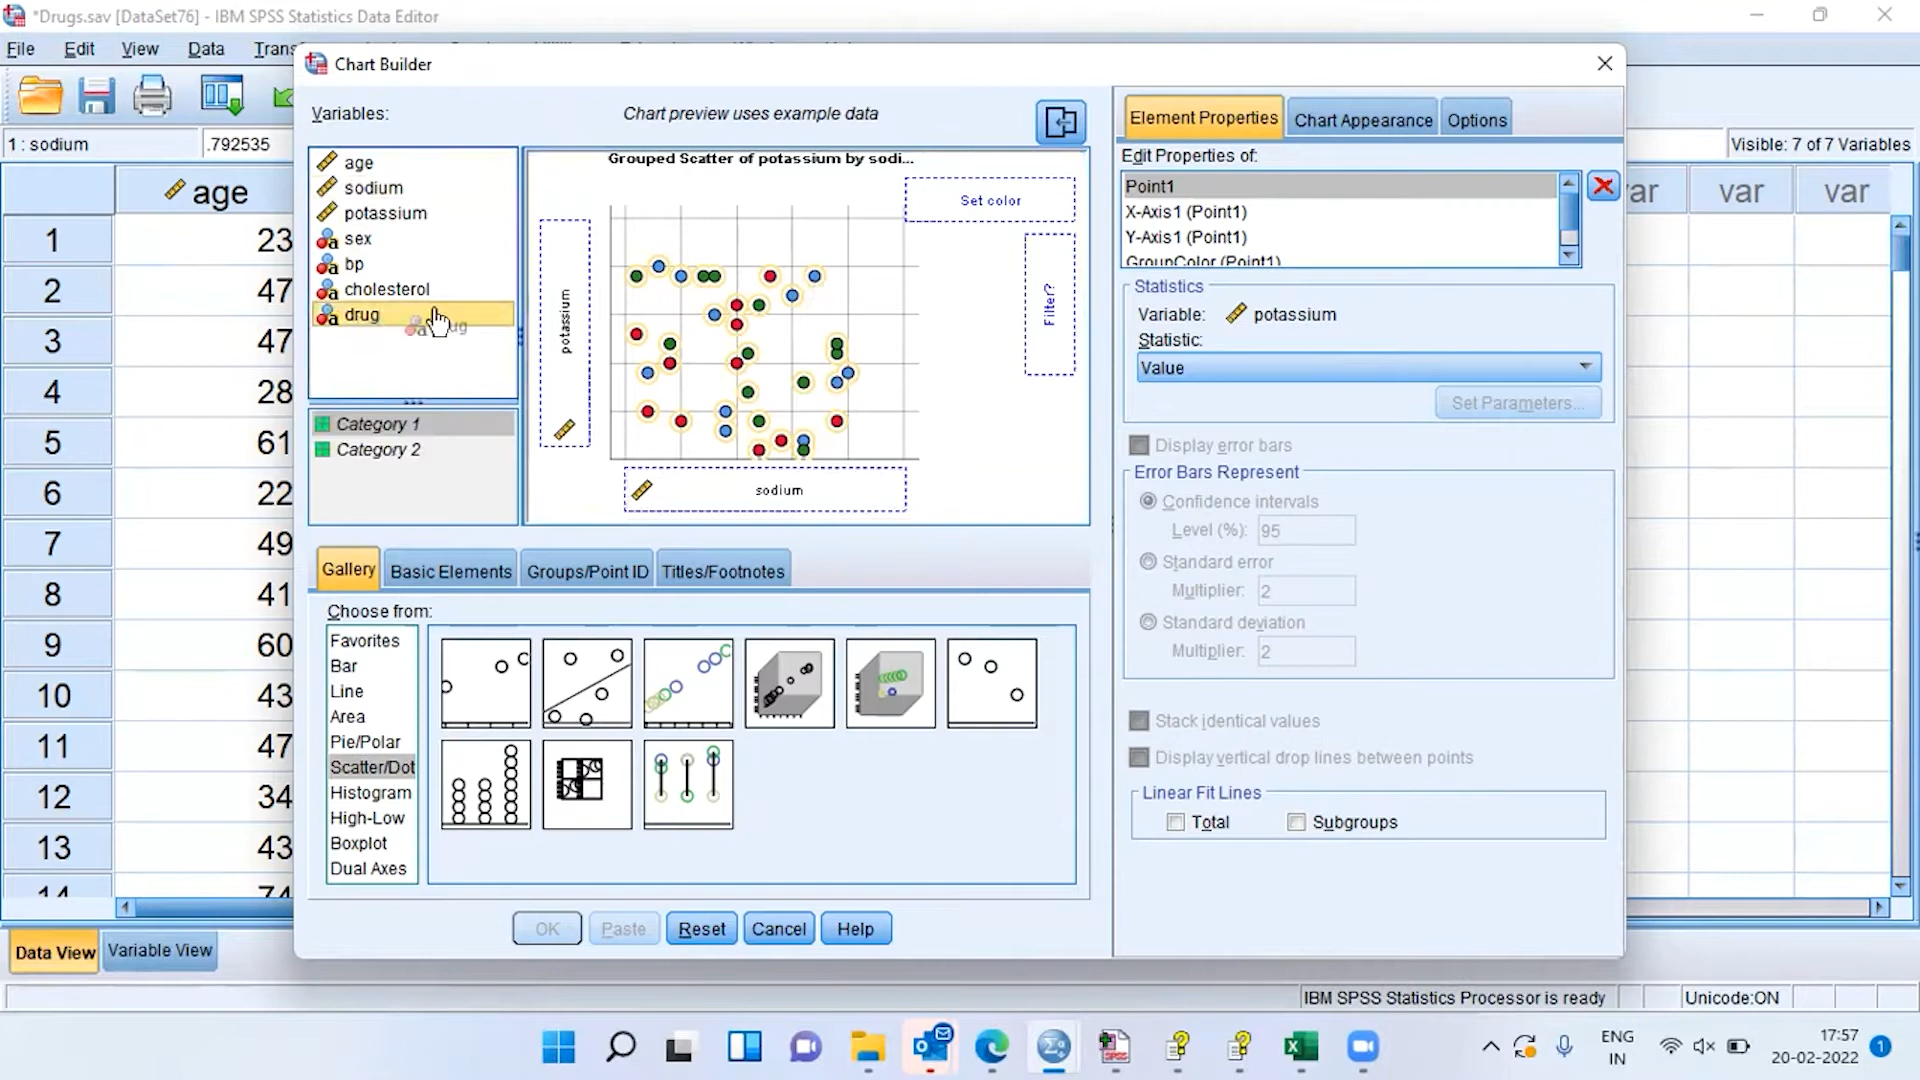 *Drugs.sav [DataSet76] - IBM SPSS Statistics Data Editor
File Edit View Data
Chart Builder
1 : sodium .792535
Visible: 7 of 7 Variables
age
var var
1 23
2 47
3 47
4 28
5 61
6 22
7 49
8 41
9 60
10 43
11 47
12 34
13 43
14 74
Variables:
Chart preview uses example data
age
sodium
potassium
sex
bp
cholesterol
drug
Category 1
Category 2
Grouped Scatter of potassium by sodi...
Set color
Filter?
potassium
sodium
Element Properties Chart Appearance Options
Edit Properties of:
Point1
X-Axis1 (Point1)
Y-Axis1 (Point1)
GroupColor (Point1)
Statistics
Variable: potassium
Statistic:
Value
Set Parameters...
Display error bars
Error Bars Represent
Confidence intervals
Level (%): 95
Standard error
Multiplier: 2
Standard deviation
Multiplier: 2
Stack identical values
Display vertical drop lines between points
Linear Fit Lines
Total Subgroups
Gallery Basic Elements Groups/Point ID Titles/Footnotes
Choose from:
Favorites
Bar
Line
Area
Pie/Polar
Scatter/Dot
Histogram
High-Low
Boxplot
Dual Axes
OK Paste Reset Cancel Help
Data View Variable View
IBM SPSS Statistics Processor is ready Unicode:ON
ENG
IN
17:57
20-02-2022
1